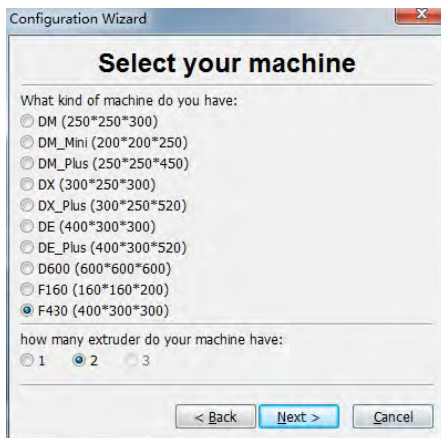 Configuration Wizard
Select your machine
What kind of machine do you have:
DM (250*250*300)
DM_Mini (200*200*250)
DM_Plus (250*250*450)
DX (300*250*300)
DX_Plus (300*250*520)
DE (400*300*300)
DE_Plus (400*300*520)
D600 (600*600*600)
F160 (160*160*200)
F430 (400*300*300)
how many extruder do your machine have:
1 2 3
< Back Next > Cancel